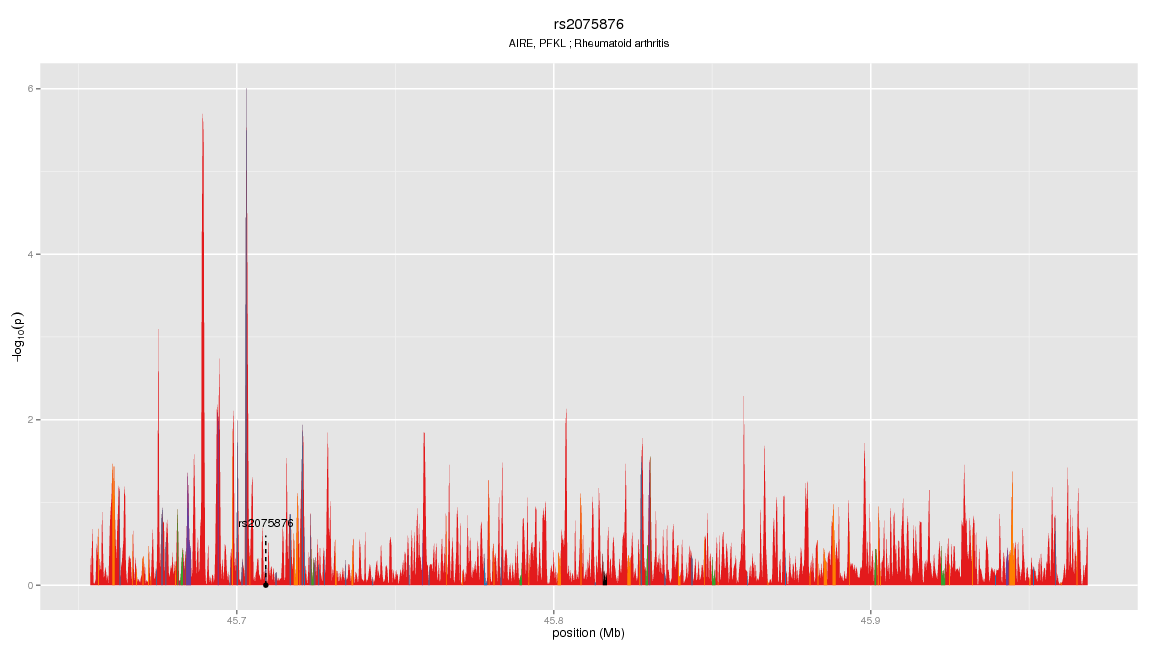 rs2075876
AIRE, PFKL ; Rheumatoid arthritis
6
4
2
0
-log10(p)
rs2075876
45.7
45.8
45.9
position (Mb)